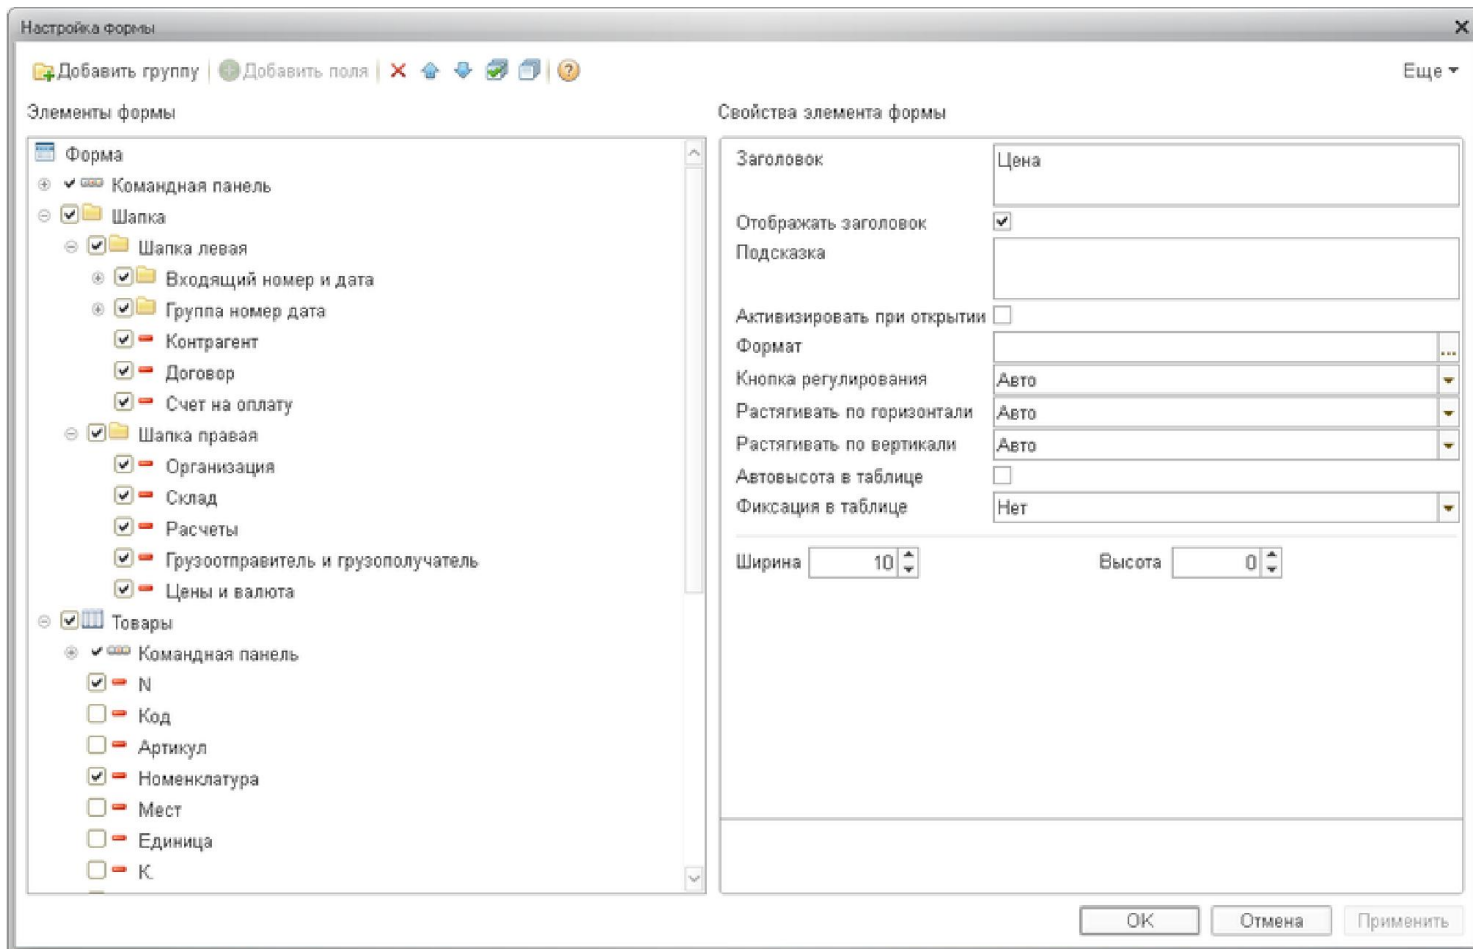 Настройка формы
Добавить группу Добавить поля Еще
Элементы формы
Форма
Командная панель
Шапка
Шапка левая
Входящий номер и дата
Группа номер дата
Контрагент
Договор
Счет на оплату
Шапка правая
Организация
Склад
Расчеты
Грузоотправитель и грузополучатель
Цены и валюта
Товары
Командная панель
N
Код
Артикул
Номенклатура
Мест
Единица
К.
Свойства элемента формы
Заголовок Цена
Отображать заголовок
Подсказка
Активизировать при открытии
Формат ...
Кнопка регулирования Авто
Растягивать по горизонтали Авто
Растягивать по вертикали Авто
Автовысота в таблице
Фиксация в таблице Нет
Ширина 10 Высота 0
OK Отмена Применить